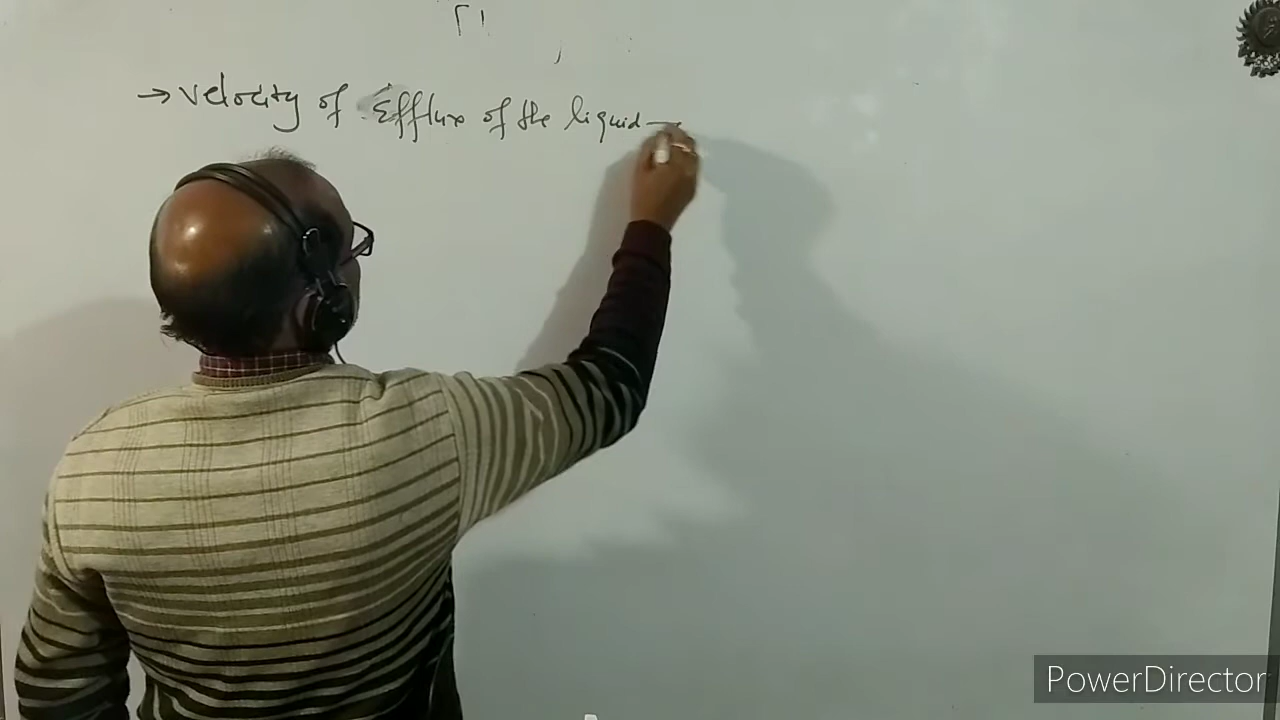 → Velocity of Efflux of the liquid —
PowerDirector